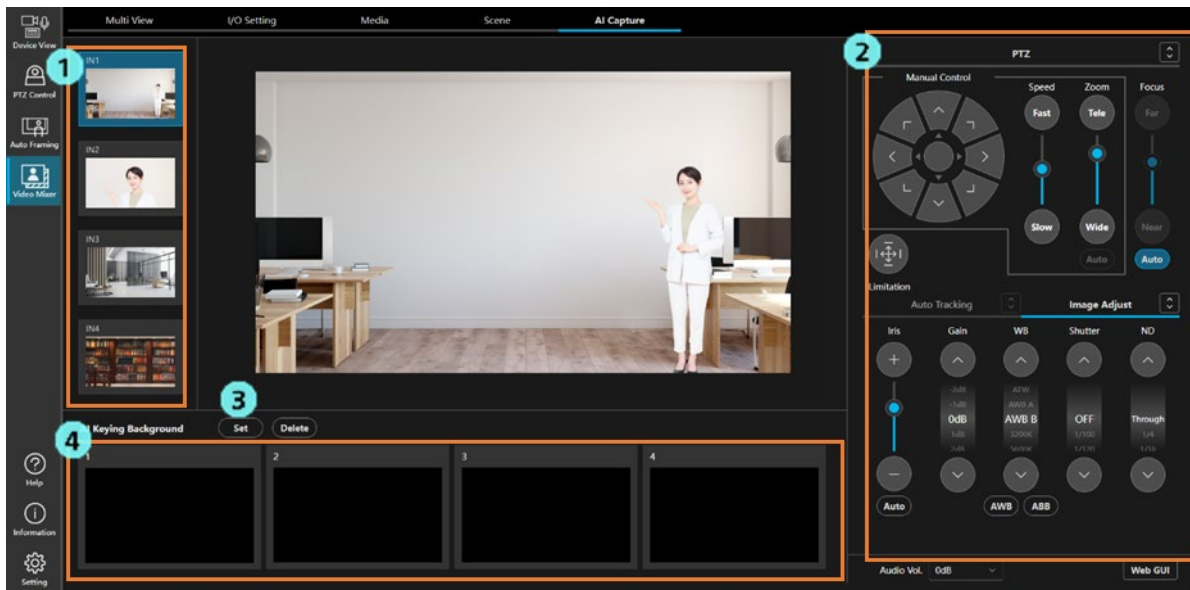 Multi View
I/O Setting
Media
Scene
AI Capture
Device View
PTZ Control
Auto Framing
Video Mixer
Help
Information
Setting
1
IN1
IN2
IN3
IN4
3
Keying Background
Set
Delete
4
1
2
3
4
2
PTZ
Manual Control
Speed
Zoom
Focus
Fast
Tele
Far
Slow
Wide
Near
Auto
Auto
Limitation
Auto Tracking
Image Adjust
Iris
Gain
WB
Shutter
ND
-2dB
ATW
-1dB
AWB A
0dB
AWB B
OFF
Through
1dB
3200K
1/100
1/4
2dB
5600K
1/120
1/16
Auto
AWB
ABB
Audio Vol.
0dB
Web GUI